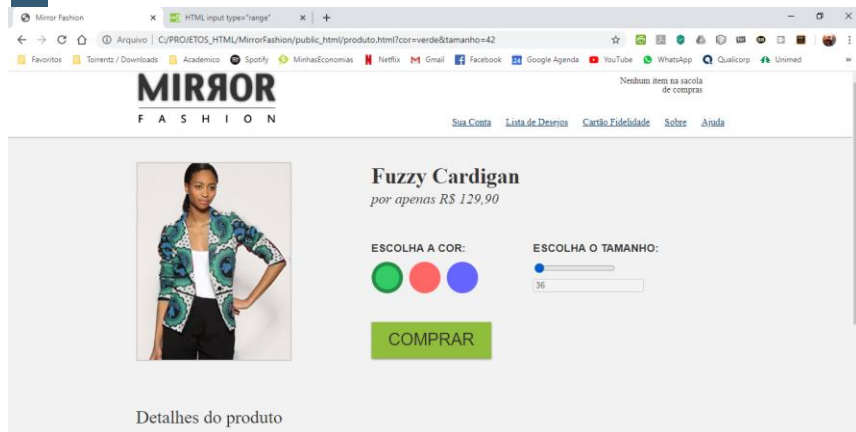 Mirror Fashion
HTML input type="range"
Arquivo | C:/PROJETOS_HTML/MirrorFashion/public_html/produto.html?cor=verde&tamanho=42
Favoritos Torrentz / Downloads Academico Spotify MinhasEconomias Netflix Gmail Facebook Google Agenda YouTube WhatsApp Qualicorp Unimed
MIRROR
FASHION
Nenhum item na sacola
de compras
Sua Conta Lista de Desejos Cartão Fidelidade Sobre Ajuda
Fuzzy Cardigan
por apenas R$ 129,90
ESCOLHA A COR: ESCOLHA O TAMANHO:
36
COMPRAR
Detalhes do produto